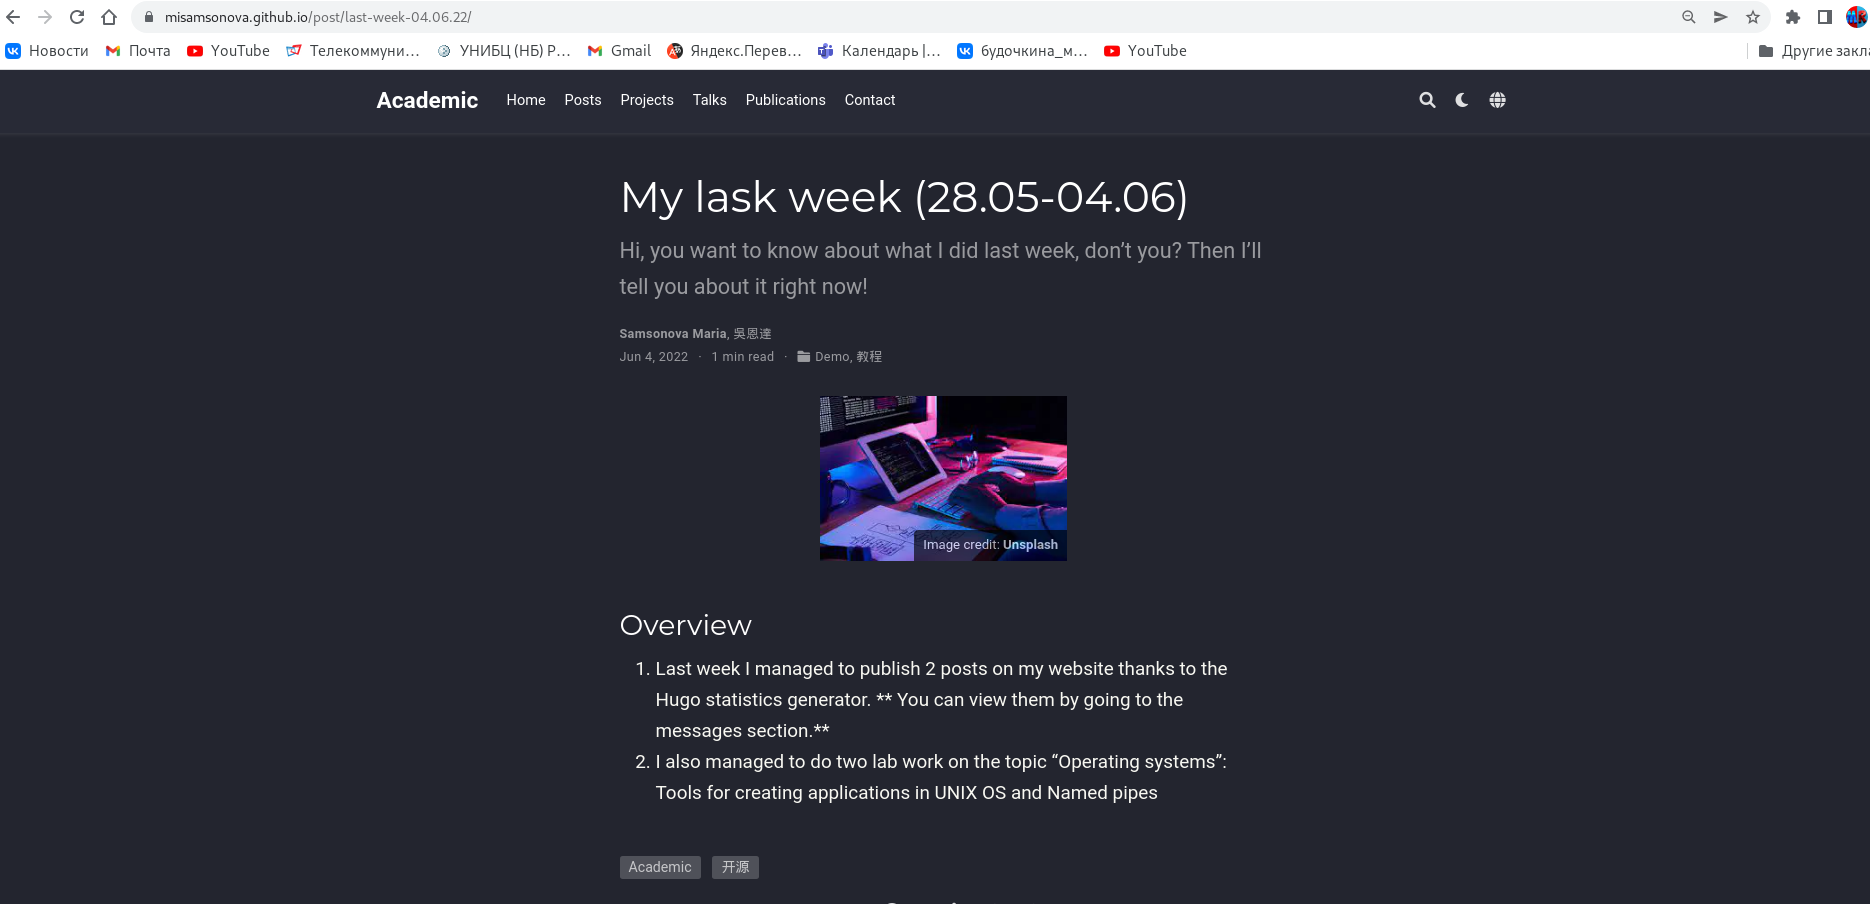 misamsonova.github.io/post/last-week-04.06.22/
Новости Почта YouTube Телекоммуни... УНИБЦ (НБ) Р... Gmail Яндекс.Перев... Календарь |... будочкина_м... YouTube Другие закла
Academic Home Posts Projects Talks Publications Contact
My lask week (28.05-04.06)
Hi, you want to know about what I did last week, don’t you? Then I’ll
tell you about it right now!
Samsonova Maria, 吳恩達
Jun 4, 2022 · 1 min read · Demo, 教程
Image credit: Unsplash
Overview
1. Last week I managed to publish 2 posts on my website thanks to the
Hugo statistics generator. ** You can view them by going to the
messages section.**
2. I also managed to do two lab work on the topic “Operating systems”:
Tools for creating applications in UNIX OS and Named pipes
Academic 开源